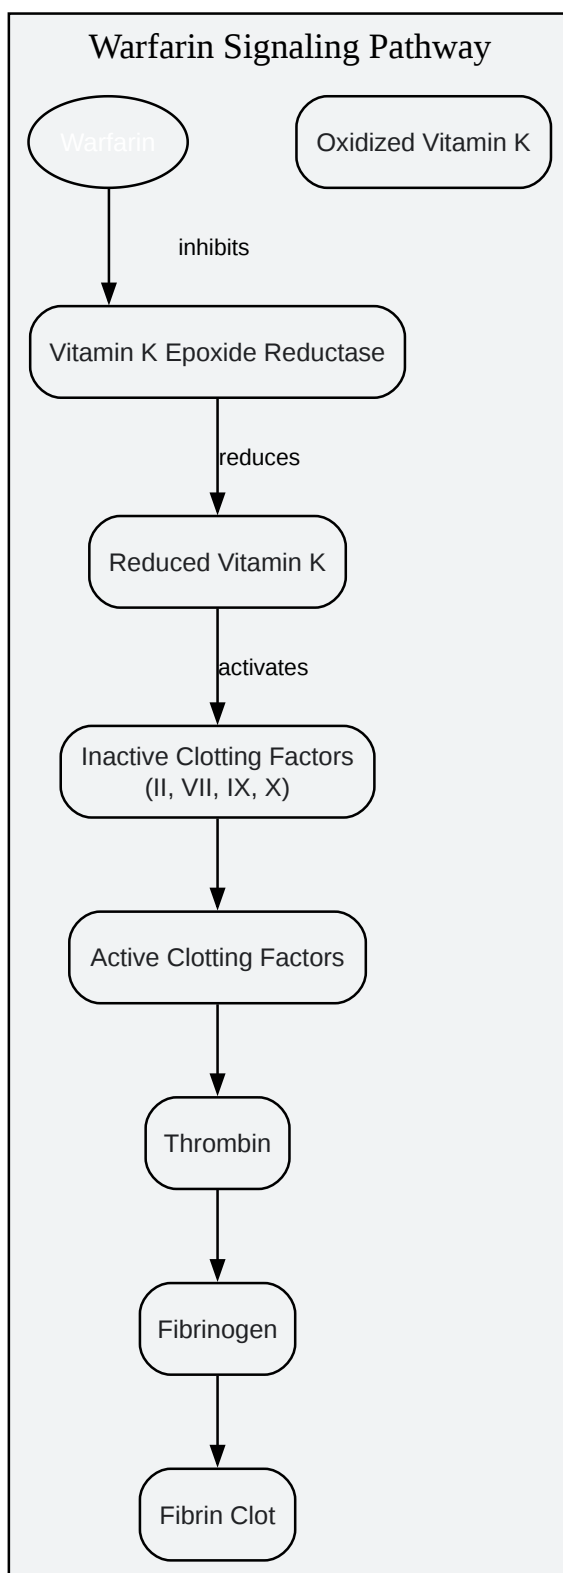 Warfarin Signaling Pathway
Warfarin
Oxidized Vitamin K
inhibits
Vitamin K Epoxide Reductase
reduces
Reduced Vitamin K
activates
Inactive Clotting Factors
(II, VII, IX, X)
Active Clotting Factors
Thrombin
Fibrinogen
Fibrin Clot